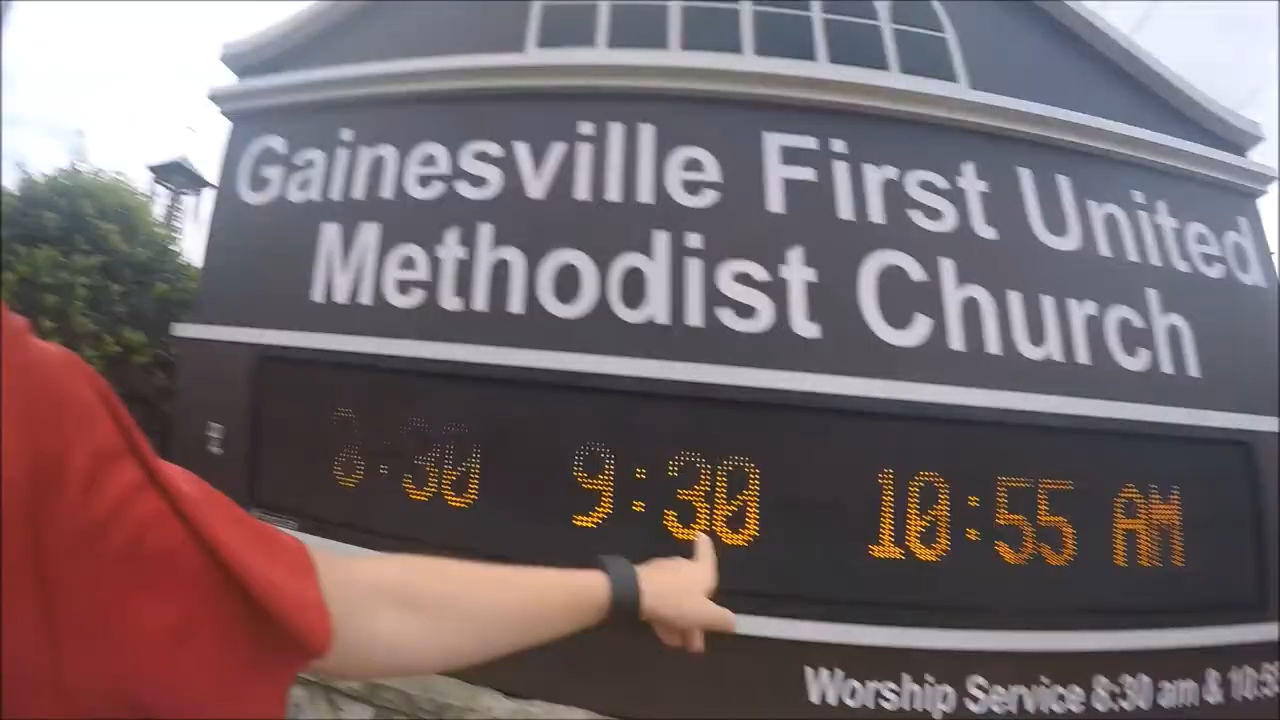 Gainesville First United
Methodist Church
8:30 9:30 10:55 AM
Worship Service 8:30 am &